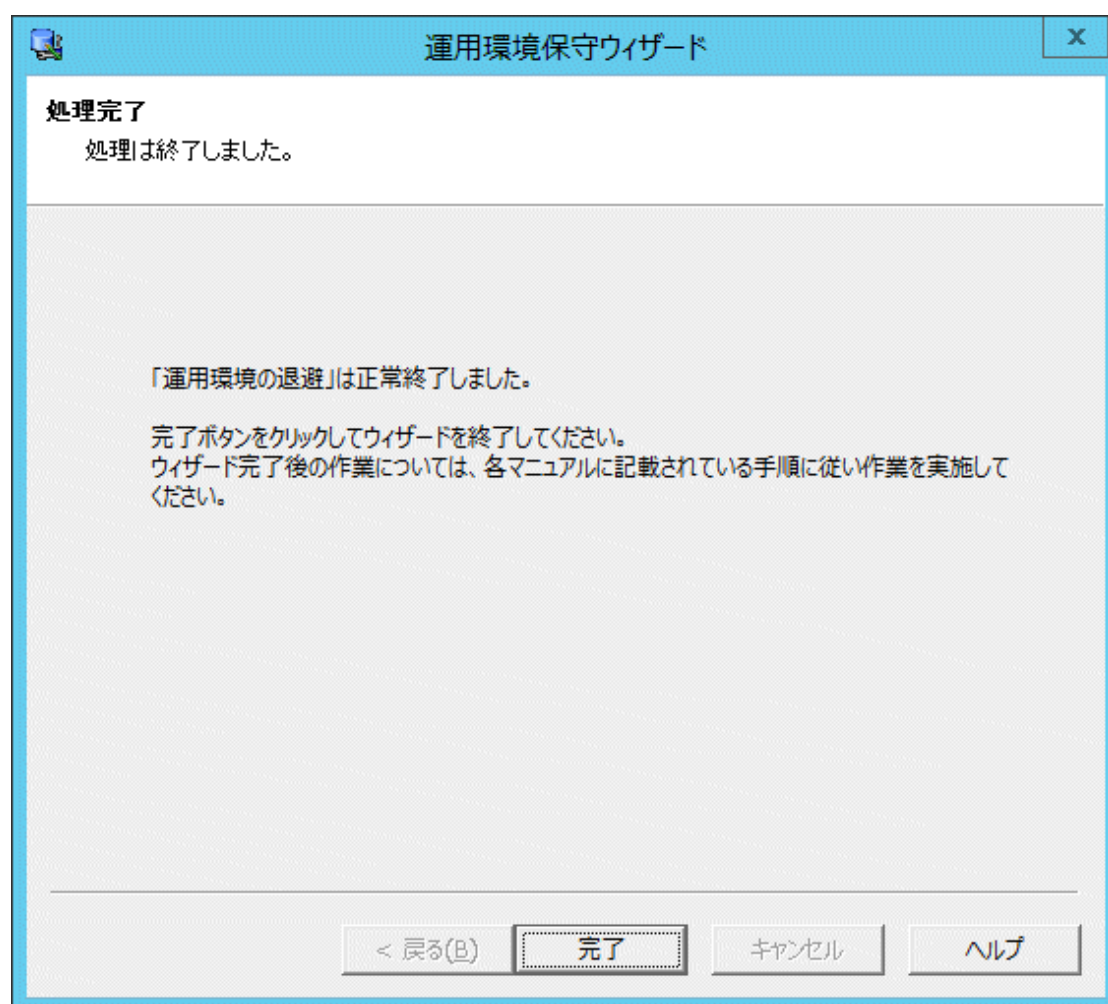 運用環境保守ウィザード
x
処理完了
処理は終了しました。
「運用環境の退避」は正常終了しました。
完了ボタンをクリックしてウィザードを終了してください。
ウィザード完了後の作業については、各マニュアルに記載されている手順に従い作業を実施して
ください。
< 戻る(B)
完了
キャンセル
ヘルプ